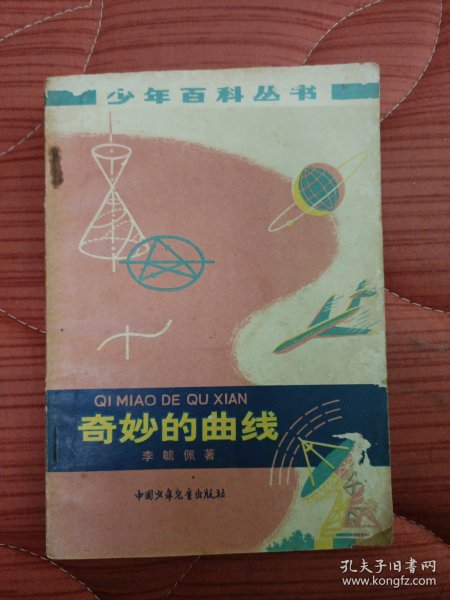 少年百科丛书
QI MIAO DE QU XIAN
奇妙的曲线
李毓佩著
中国少年儿童出版社
孔夫子旧书网
www.kongfz.com